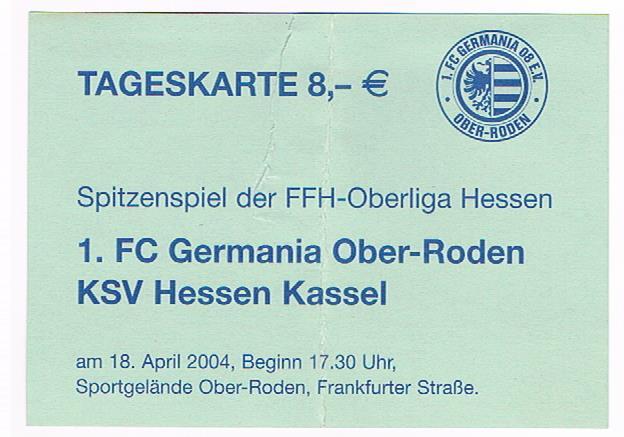 TAGESKARTE 8,– €
1. FC GERMANIA 08 E.V.
OBER-RODEN
Spitzenspiel der FFH-Oberliga Hessen
1. FC Germania Ober-Roden
KSV Hessen Kassel
am 18. April 2004, Beginn 17.30 Uhr,
Sportgelände Ober-Roden, Frankfurter Straße.